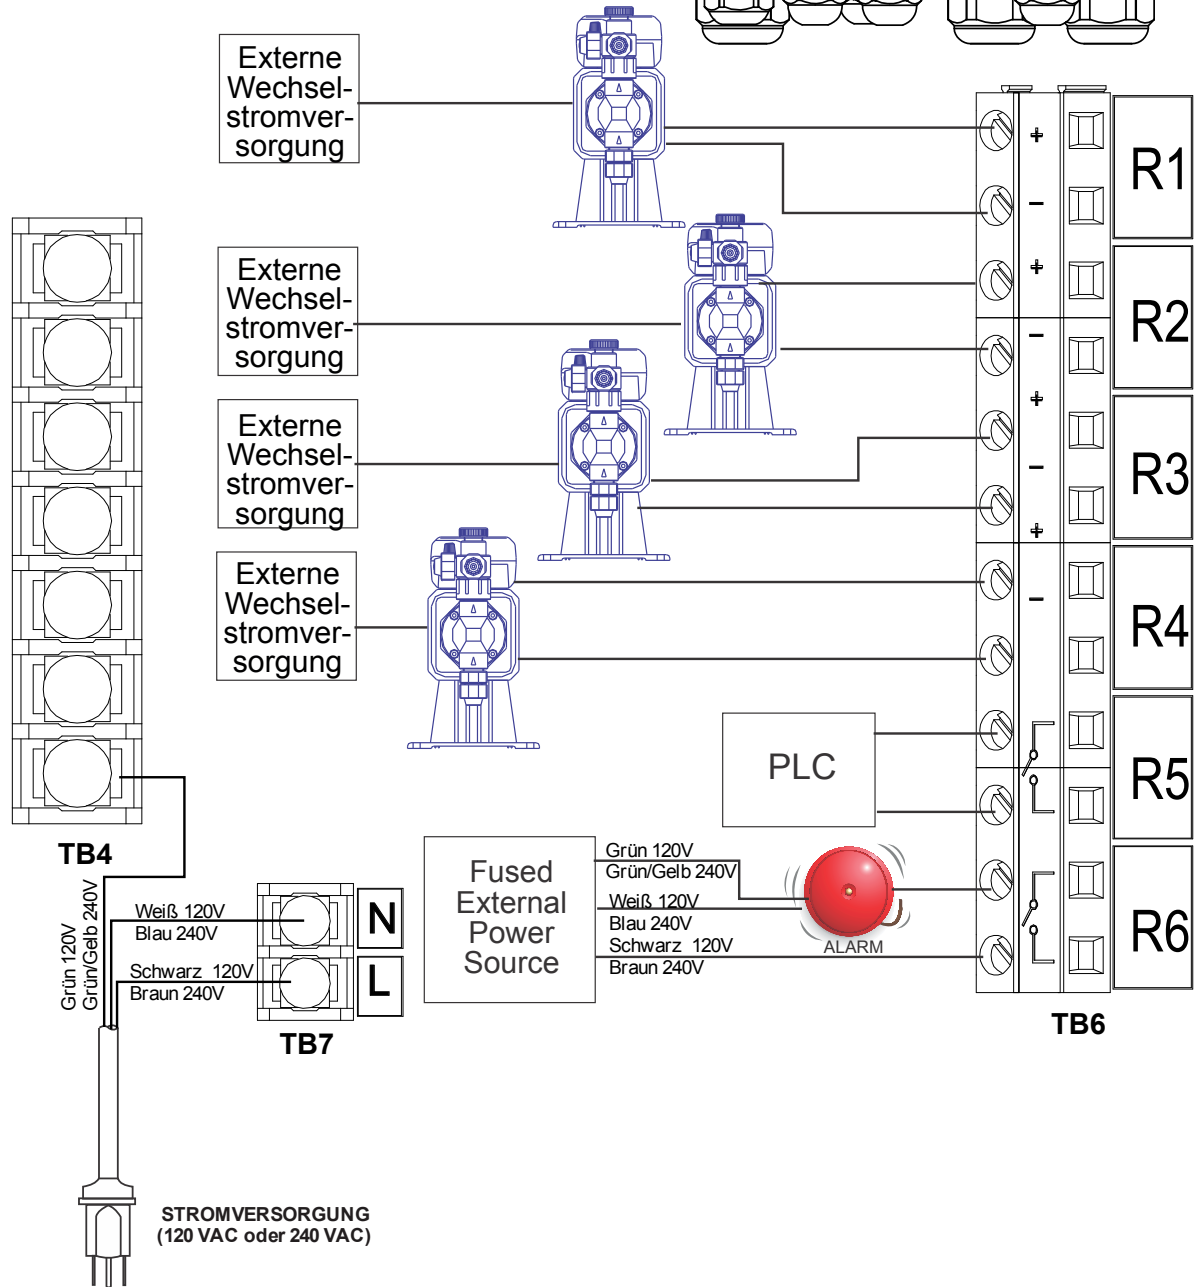 Externe
Wechsel-
stromver-
sorgung
+
R1
–
Externe
Wechsel-
stromver-
sorgung
+
R2
–
Externe
Wechsel-
stromver-
sorgung
+
R3
–
Externe
Wechsel-
stromver-
sorgung
+
R4
–
PLC
R5
TB4
Fused
External
Power
Source
Grün 120V
Grün/Gelb 240V
Weiß 120V
Blau 240V
Schwarz 120V
Braun 240V
ALARM
R6
TB6
Grün 120V
Grün/Gelb 240V
Weiß 120V
Blau 240V
N
Schwarz 120V
Braun 240V
L
TB7
STROMVERSORGUNG
(120 VAC oder 240 VAC)